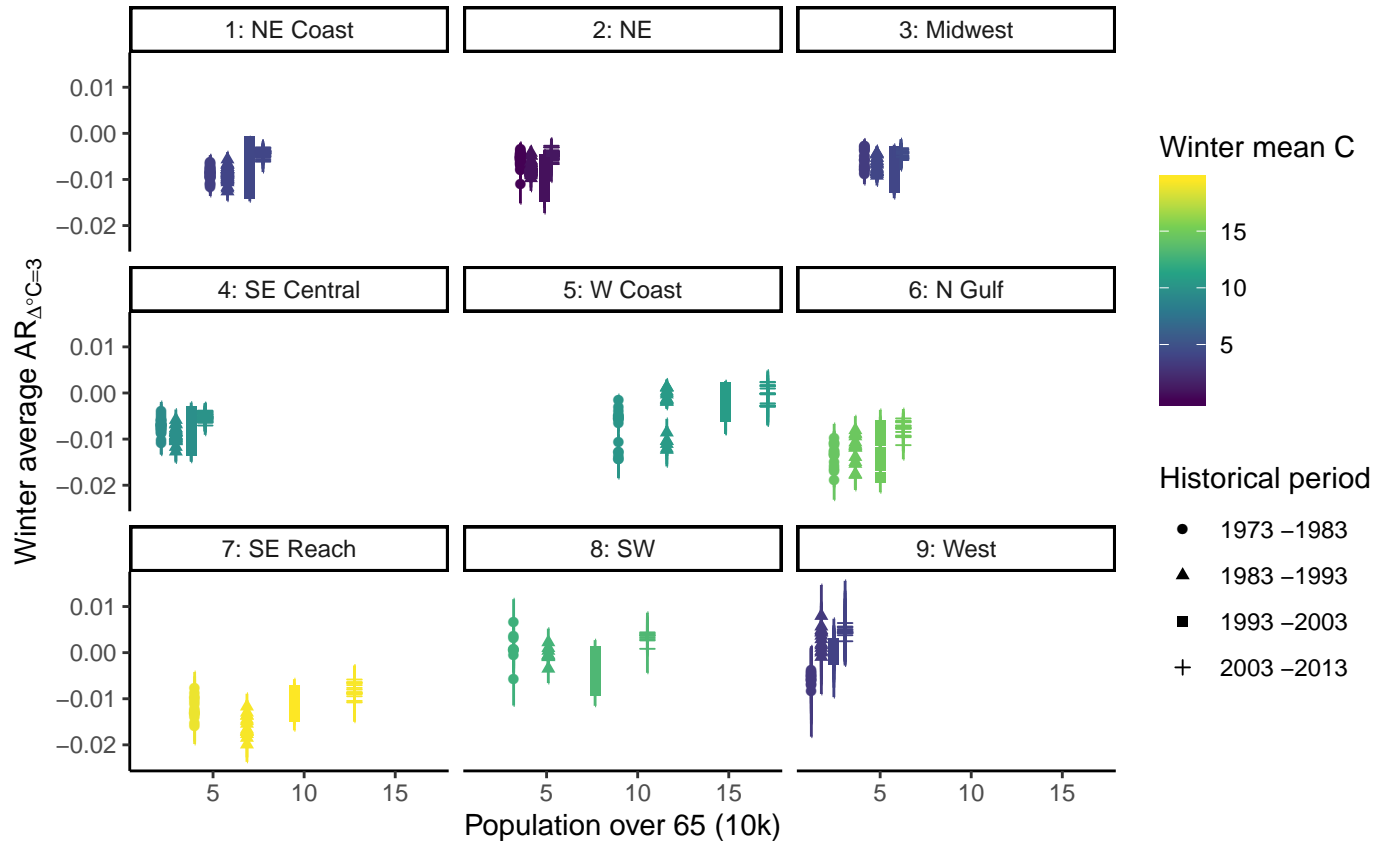 1: NE Coast
2: NE
3: Midwest
0.01
0.00
−0.01
−0.02
4: SE Central
5: W Coast
6: N Gulf
0.01
0.00
−0.01
−0.02
7: SE Reach
8: SW
9: West
0.01
0.00
−0.01
−0.02
5 10 15
5 10 15
5 10 15
Population over 65 (10k)
Winter average AR Δ°C=3
Winter mean C
15
10
5
Historical period
1973 −1983
1983 −1993
1993 −2003
2003 −2013